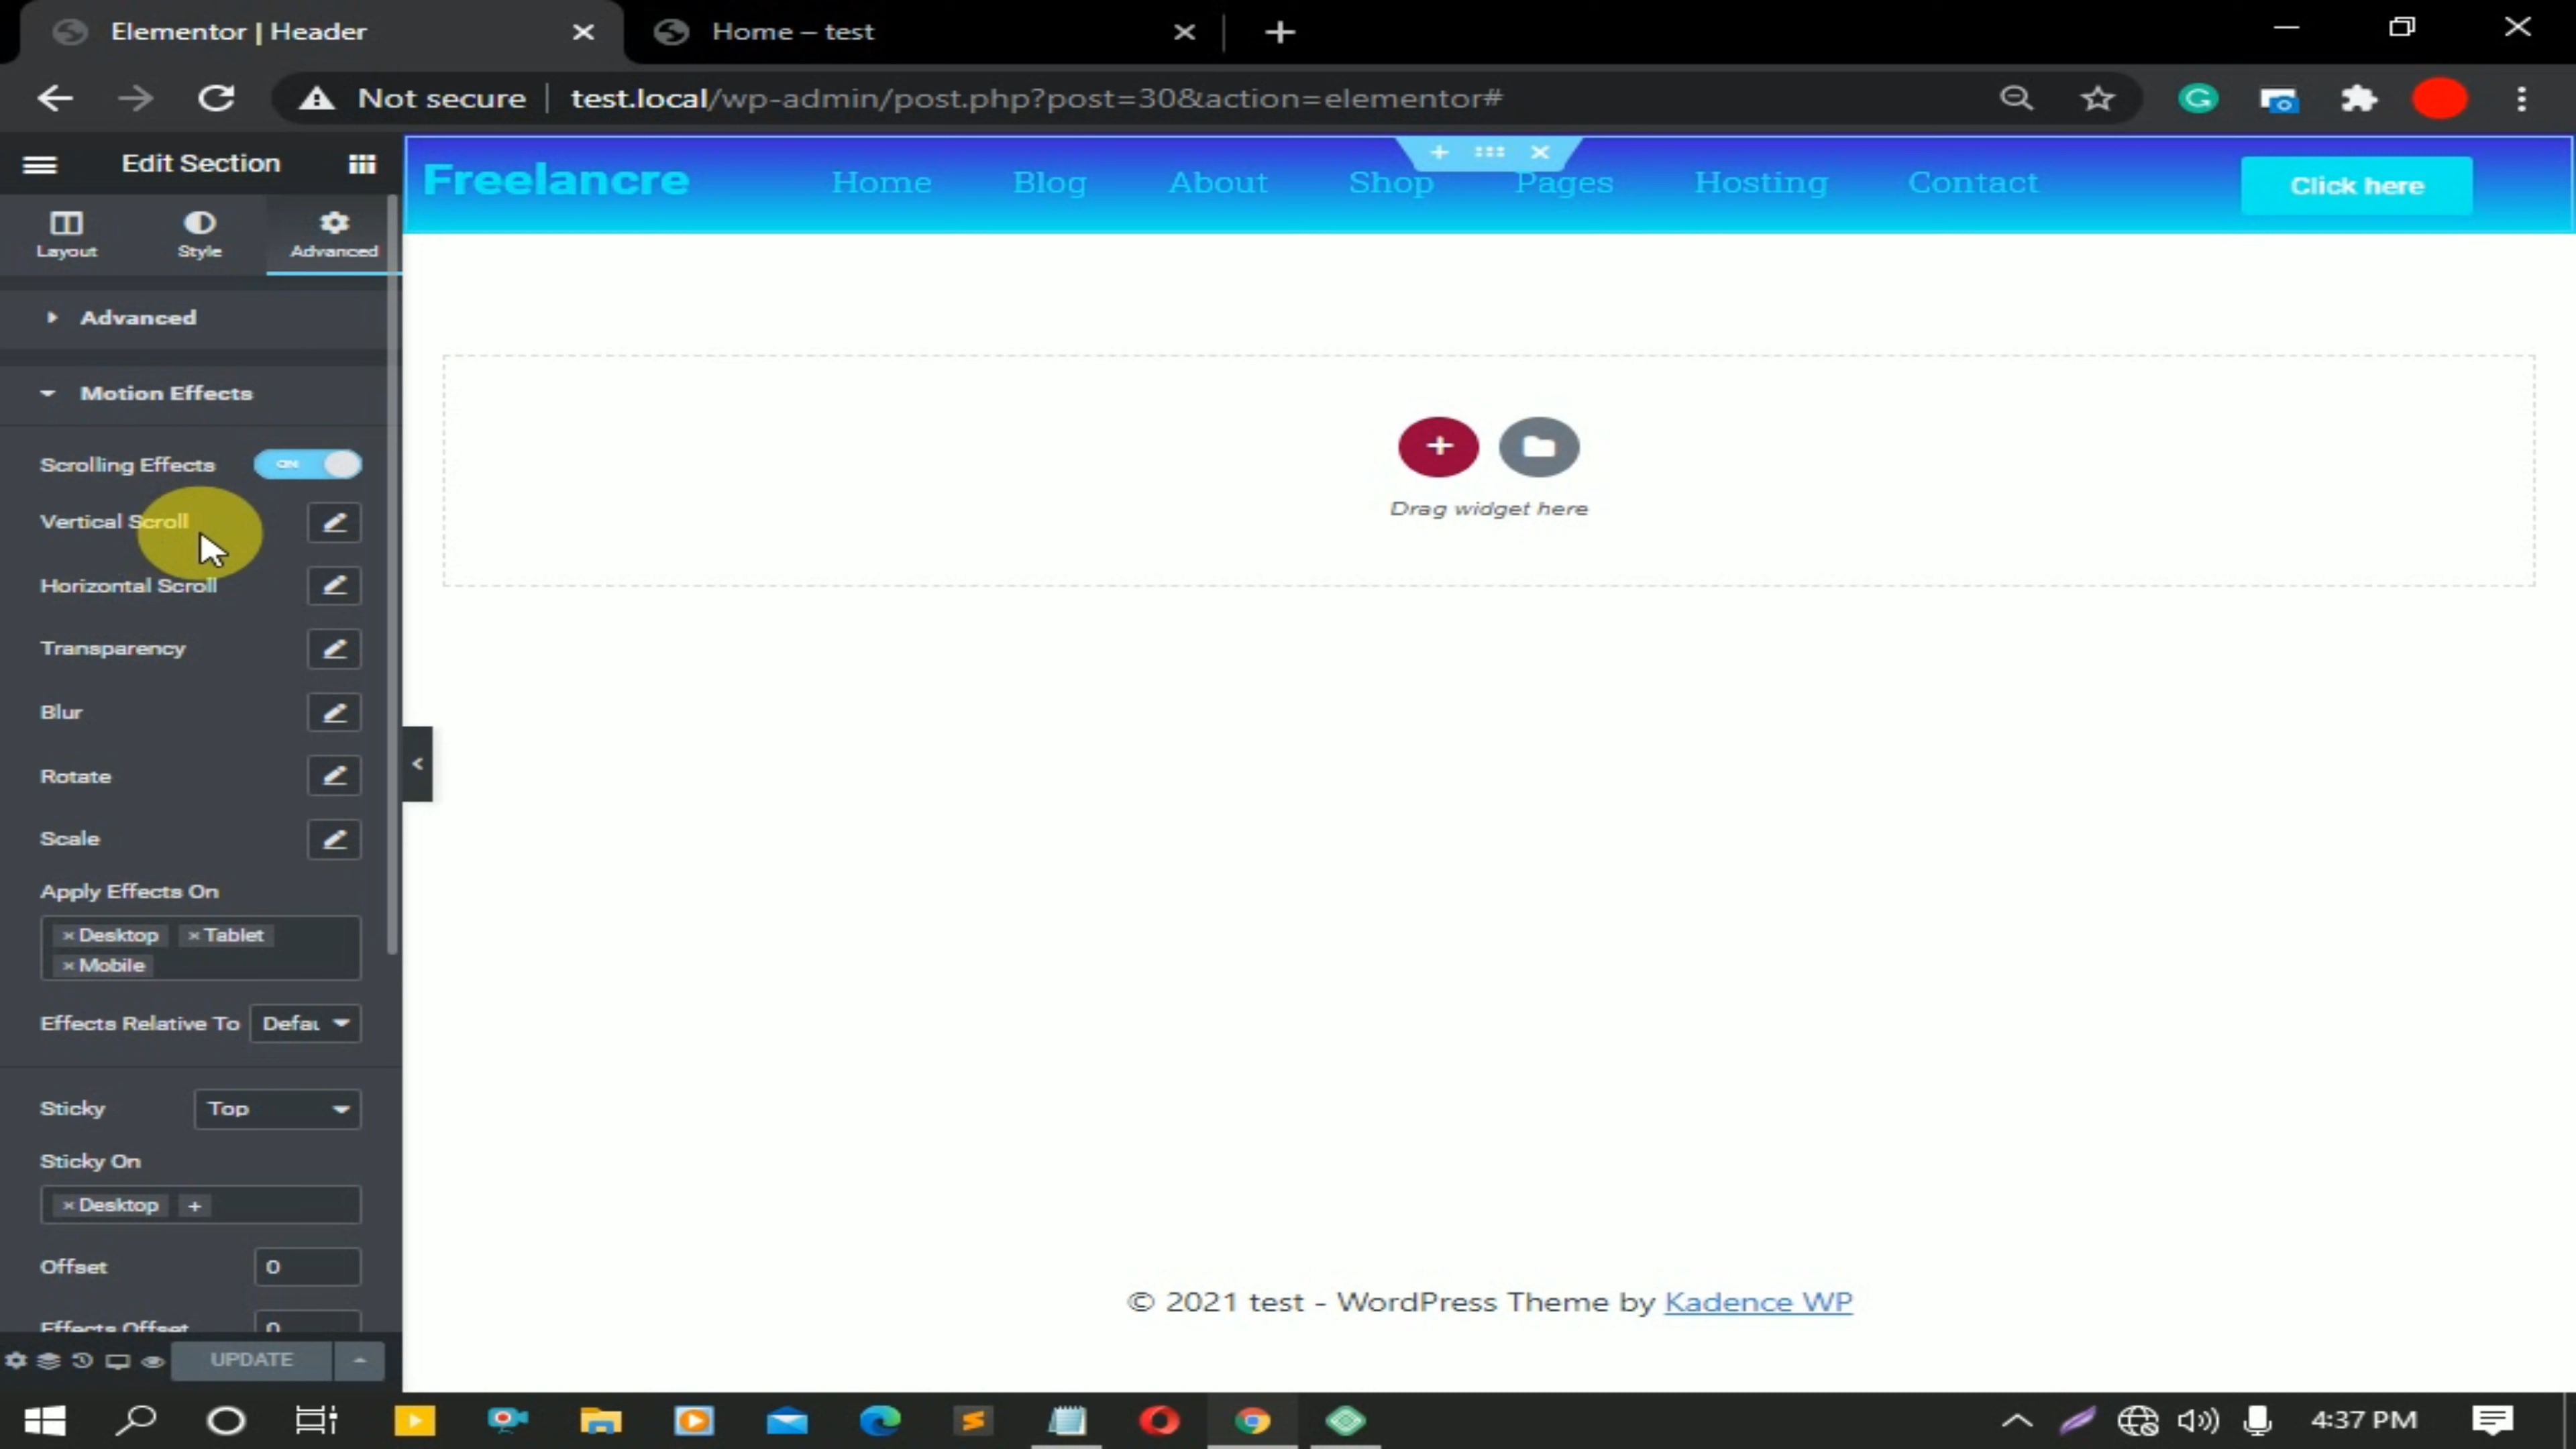 Elementor | Header
Home – test
Not secure
test.local/wp-admin/post.php?post=30&action=elementor#
Edit Section
Layout
Style
Advanced
Freelancre
Home
Blog
About
Shop
Pages
Hosting
Contact
Click here
Advanced
Motion Effects
Scrolling Effects
ON
Vertical Scroll
Horizontal Scroll
Transparency
Blur
Rotate
Scale
Apply Effects On
× Desktop × Tablet
× Mobile
Effects Relative To
Defau
Sticky
Top
Sticky On
× Desktop +
Offset
0
Effects Offset
0
UPDATE
Drag widget here
© 2021 test - WordPress Theme by Kadence WP
4:37 PM